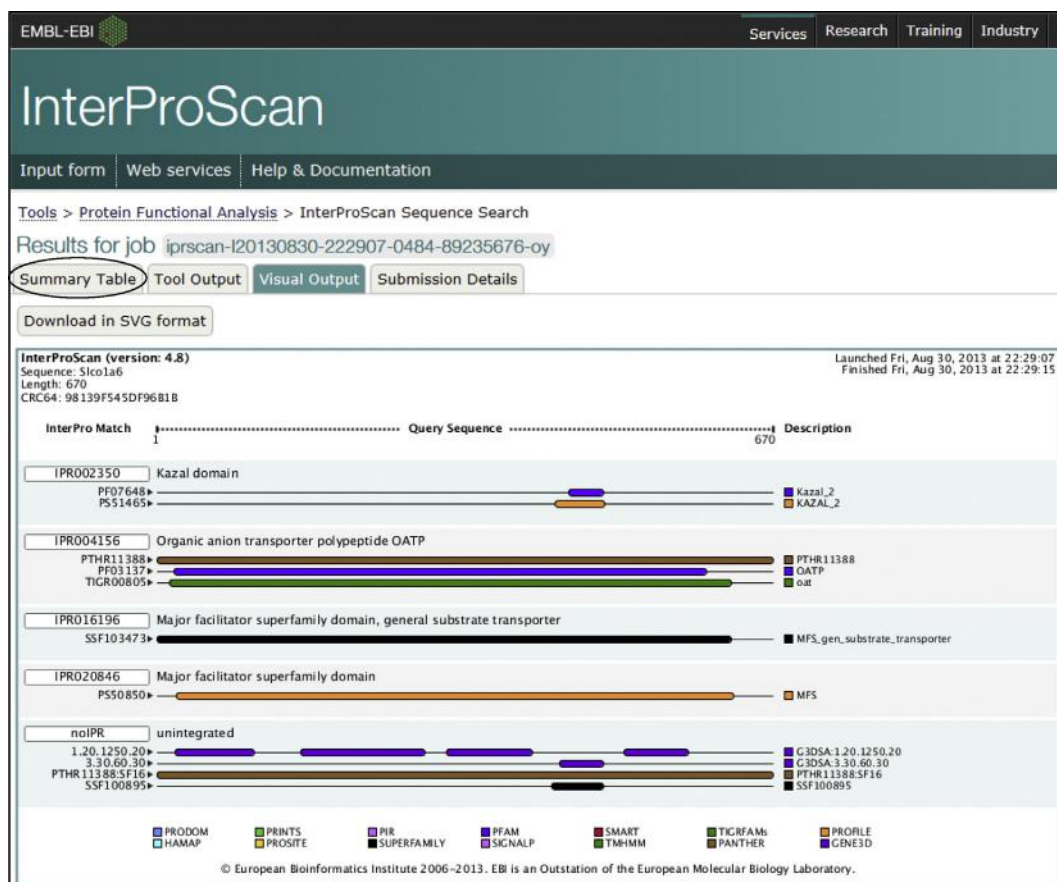 EMBL-EBI
Services Research Training Industry
InterProScan
Input form Web services Help & Documentation
Tools > Protein Functional Analysis > InterProScan Sequence Search
Results for job iprscan-I20130830-222907-0484-89235676-oy
Summary Table Tool Output Visual Output Submission Details
Download in SVG format
InterProScan (version: 4.8) Launched Fri, Aug 30, 2013 at 22:29:07
Sequence: Slco1a6 Finished Fri, Aug 30, 2013 at 22:29:15
Length: 670
CRC64: 98139F545DF96B1B
InterPro Match Query Sequence Description
1 670
IPR002350 Kazal domain
PF07648 Kazal_2
PS51465 KAZAL_2
IPR004156 Organic anion transporter polypeptide OATP
PTHR11388 PTHR11388
PF03137 OATP
TIGR00805 oat
IPR016196 Major facilitator superfamily domain, general substrate transporter
SSF103473 MFS_gen_substrate_transporter
IPR020846 Major facilitator superfamily domain
PS50850 MFS
noIPR unintegrated
1.20.1250.20 G3DSA:1.20.1250.20
3.30.60.30 G3DSA:3.30.60.30
PTHR11388:SF16 PTHR11388:SF16
SSF100895 SSF100895
PRODOM PRINTS PIR PFAM SMART TIGRFAMs PROFILE
HAMAP PROSITE SUPERFAMILY SIGNALP TMHMM PANTHER GENE3D
© European Bioinformatics Institute 2006-2013. EBI is an Outstation of the European Molecular Biology Laboratory.